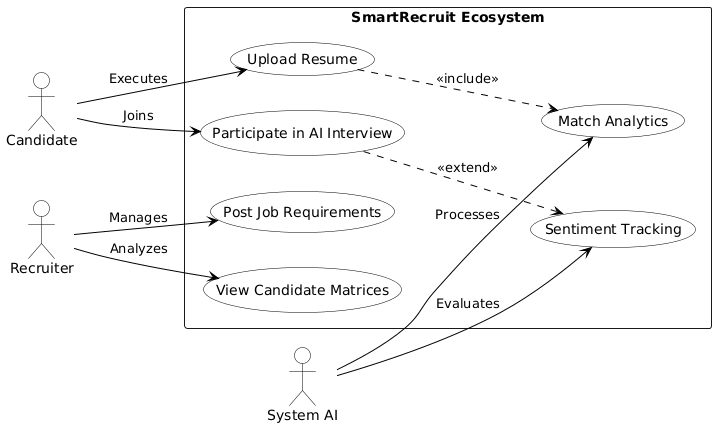 SmartRecruit Ecosystem
Upload Resume
Executes
«include»
Candidate
Joins
Participate in AI Interview
Match Analytics
«extend»
Recruiter
Manages
Post Job Requirements
Processes
Sentiment Tracking
Analyzes
View Candidate Matrices
Evaluates
System AI